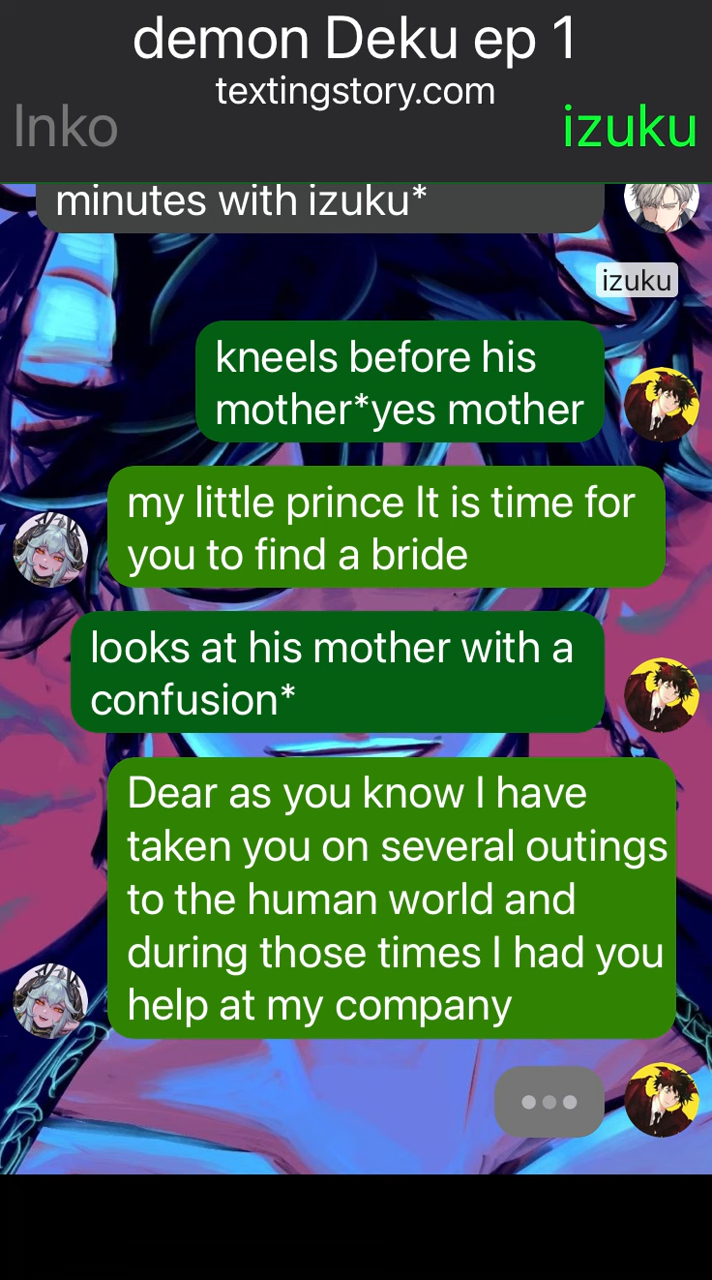 demon Deku ep 1
textingstory.com
Inko
izuku
minutes with izuku*
izuku
kneels before his
mother*yes mother
my little prince It is time for
you to find a bride
looks at his mother with a
confusion*
Dear as you know I have
taken you on several outings
to the human world and
during those times I had you
help at my company